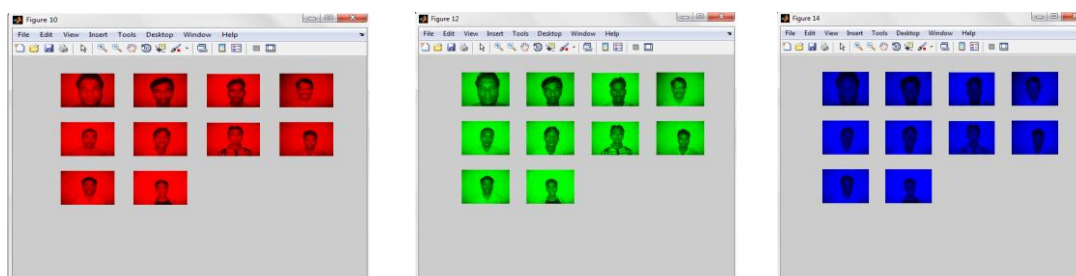 Figure 10
File Edit View Insert Tools Desktop Window Help
Figure 12
File Edit View Insert Tools Desktop Window Help
Figure 14
File Edit View Insert Tools Desktop Window Help